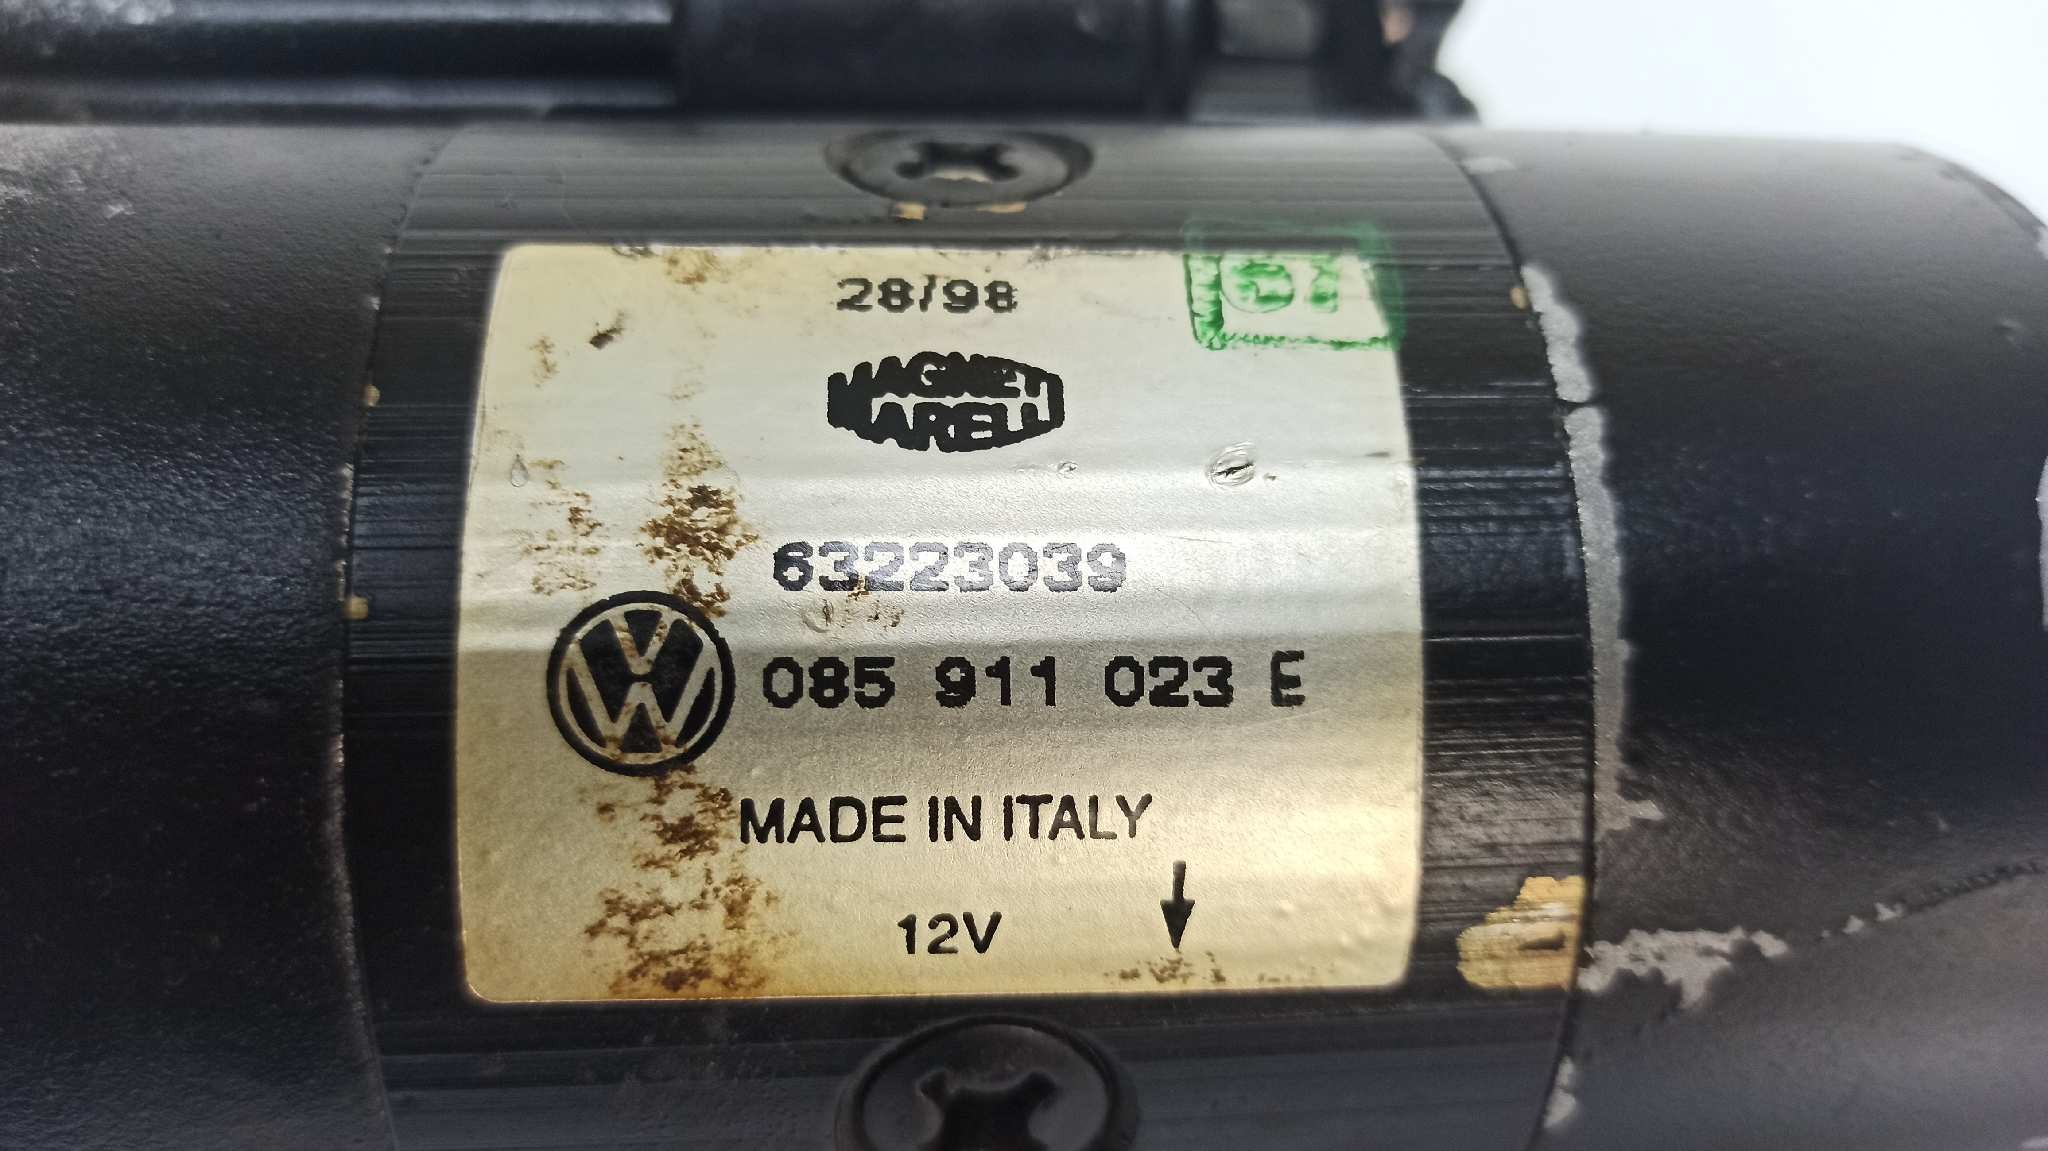 28/98
MAGNETI
MARELLI
63223039
085 911 023 E
MADE IN ITALY
12V